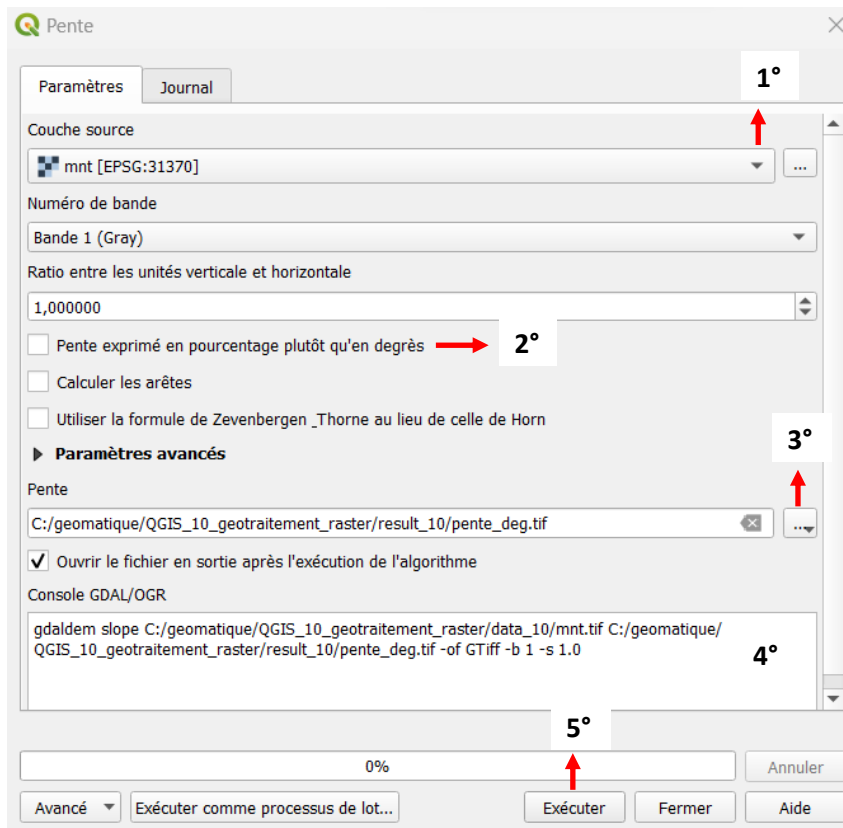 Pente
Paramètres
Journal
1°
Couche source
mnt [EPSG:31370]
...
Numéro de bande
Bande 1 (Gray)
Ratio entre les unités verticale et horizontale
1,000000
Pente exprimé en pourcentage plutôt qu'en degrès
2°
Calculer les arêtes
Utiliser la formule de Zevenbergen _Thorne au lieu de celle de Horn
3°
Paramètres avancés
Pente
C:/geomatique/QGIS_10_geotraitement_raster/result_10/pente_deg.tif
...
Ouvrir le fichier en sortie après l'exécution de l'algorithme
Console GDAL/OGR
gdaldem slope C:/geomatique/QGIS_10_geotraitement_raster/data_10/mnt.tif C:/geomatique/
QGIS_10_geotraitement_raster/result_10/pente_deg.tif -of GTiff -b 1 -s 1.0
4°
5°
0%
Annuler
Avancé
Exécuter comme processus de lot...
Exécuter
Fermer
Aide